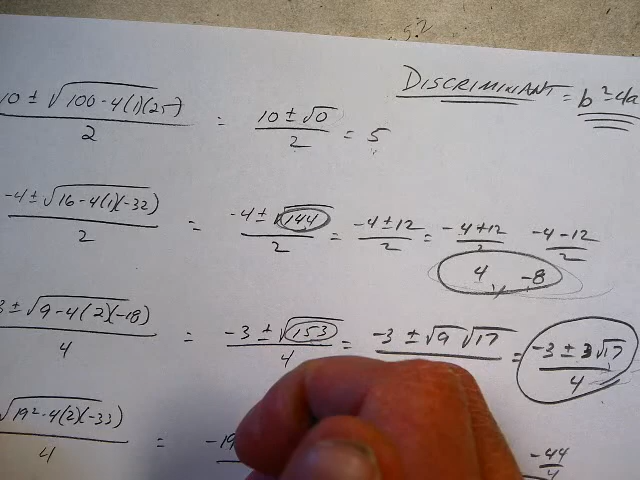 52
DISCRIMINANT = b²-4a
10 ± √100-4(1)(25) / 2 = 10 ± √0 / 2 = 5
-4 ± √16-4(1)(-32) / 2 = -4 ± √144 / 2 = -4 ± 12 / 2 = -4+12 / 2 -4-12 / 2
4, -8
3 ± √9-4(2)(-18) / 4 = -3 ± √153 / 4 = -3 ± √9 √17 = -3 ± 3√17 / 4
√19²-4(2)(-33) / 4 = -19 -44 / 4